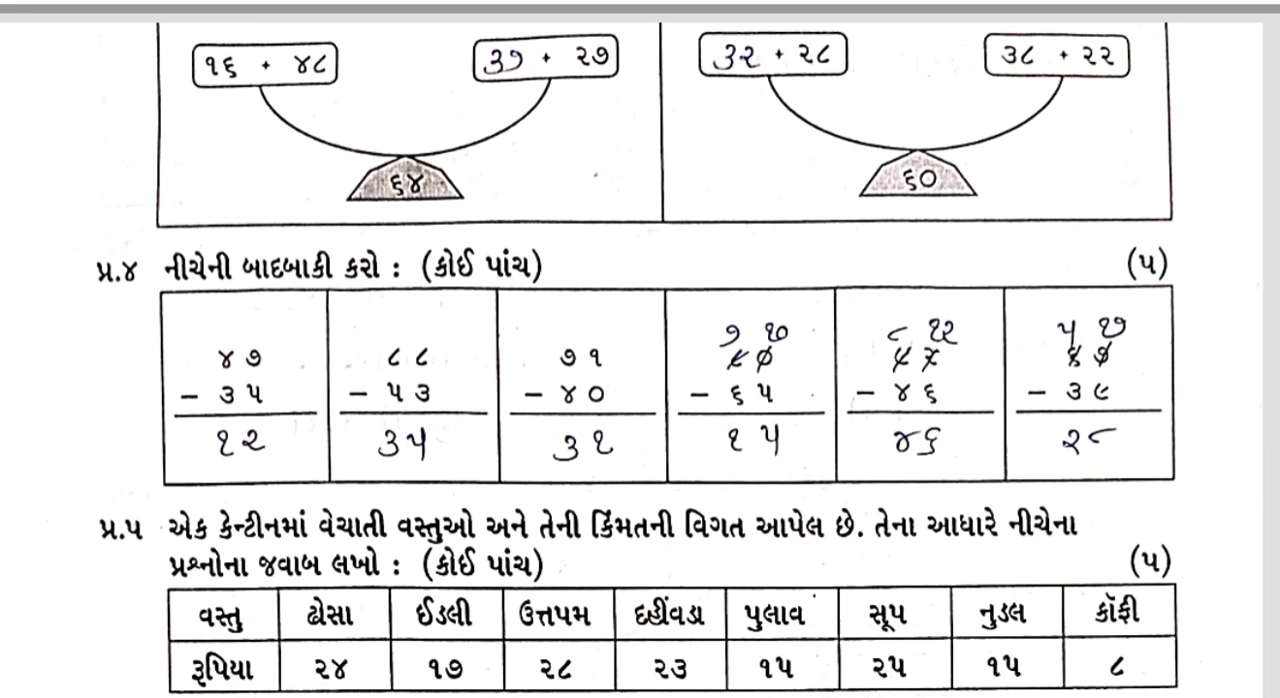 ૧૬ + ૪૮ ૩૭ + ૨૭ ૩૨ + ૨૮ ૩૮ + ૨૨
૬૪ ૬૦
પ્ર.૪ નીચેની બાદબાકી કરો : (કોઈ પાંચ) (૫)
૭ ૧૦ ૮ ૧૨ ૫ ૧૭
૪૭ ૮૮ ૭૧
- ૩૫ - ૫૩ - ૪૦ - ૬૫ - ૪૬ - ૩૯
૧૨ ૩૫ ૩૧ ૧૫ ૪૬ ૨૮
પ્ર.૫ એક કેન્ટીનમાં વેચાતી વસ્તુઓ અને તેની કિંમતની વિગત આપેલ છે. તેના આધારે નીચેના
પ્રશ્નોના જવાબ લખો : (કોઈ પાંચ) (૫)
વસ્તુ ઢોસા ઈડલી ઉત્તપમ દહીંવડા પુલાવ સૂપ નુડલ કૉફી
રૂપિયા ૨૪ ૧૭ ૨૮ ૨૩ ૧૫ ૨૫ ૧૫ ૮